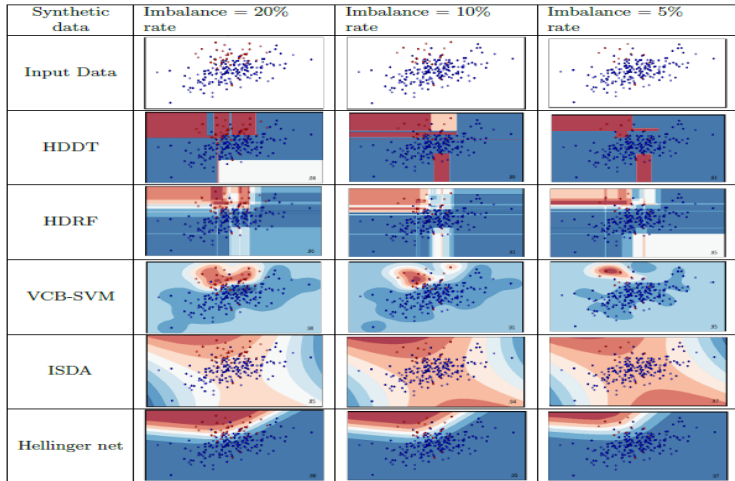 Synthetic data Imbalance = 20% rate Imbalance = 10% rate Imbalance = 5% rate
Input Data
HDDT
HDRF
VCB-SVM
ISDA
Hellinger net